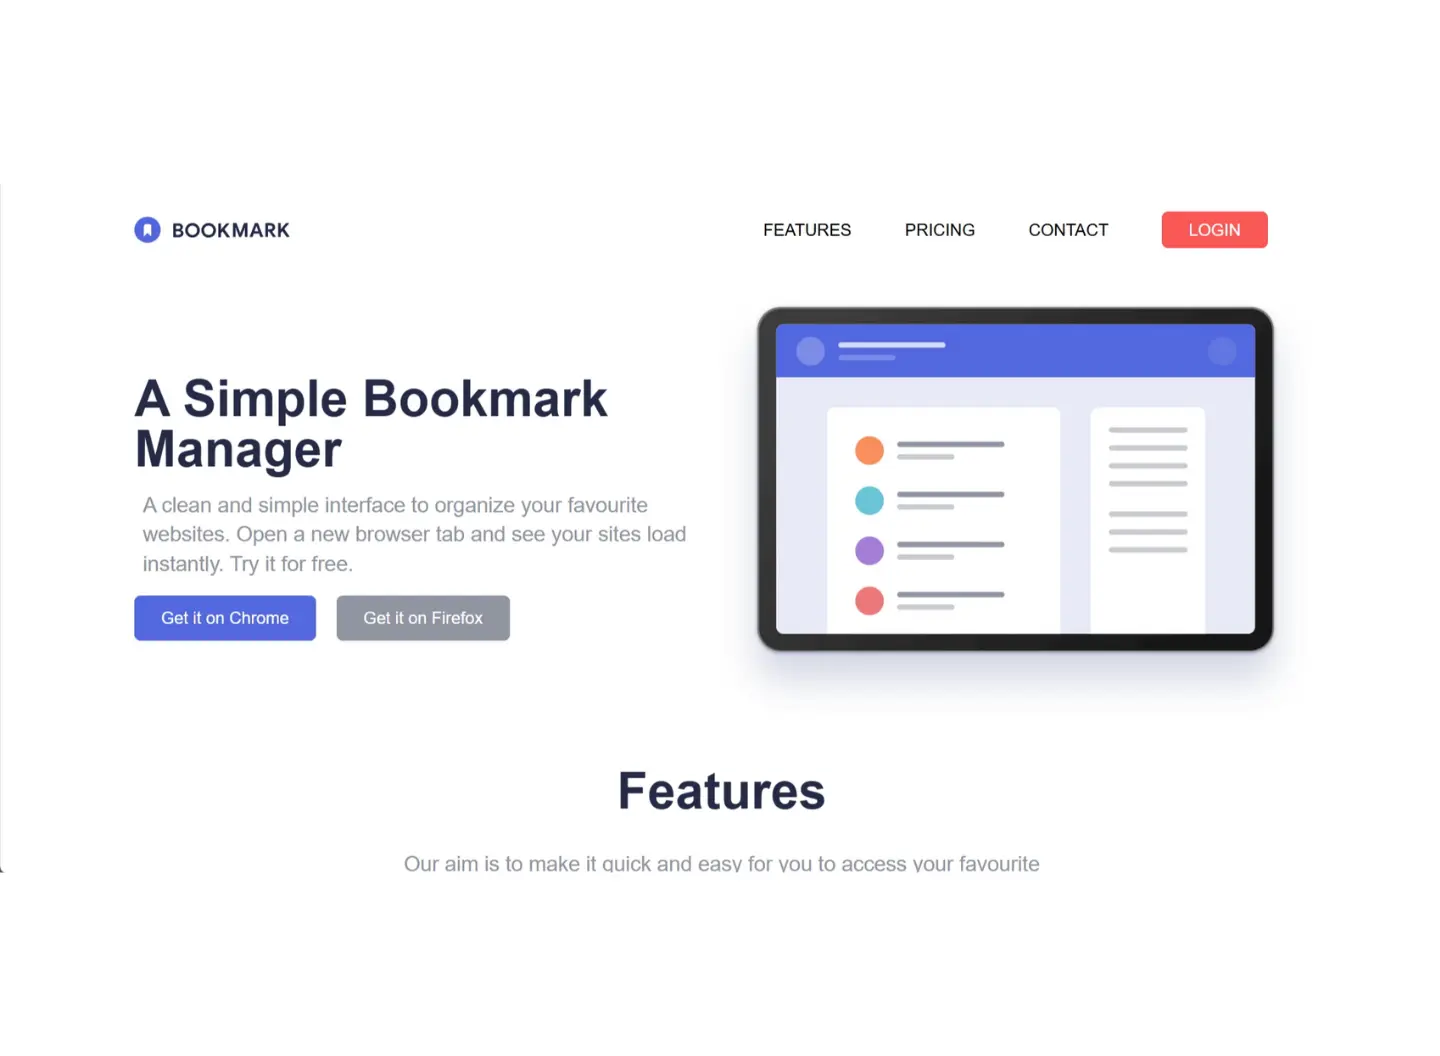 BOOKMARK
FEATURES
PRICING
CONTACT
LOGIN
A Simple Bookmark
Manager
A clean and simple interface to organize your favourite
websites. Open a new browser tab and see your sites load
instantly. Try it for free.
Get it on Chrome
Get it on Firefox
Features
Our aim is to make it quick and easy for you to access your favourite